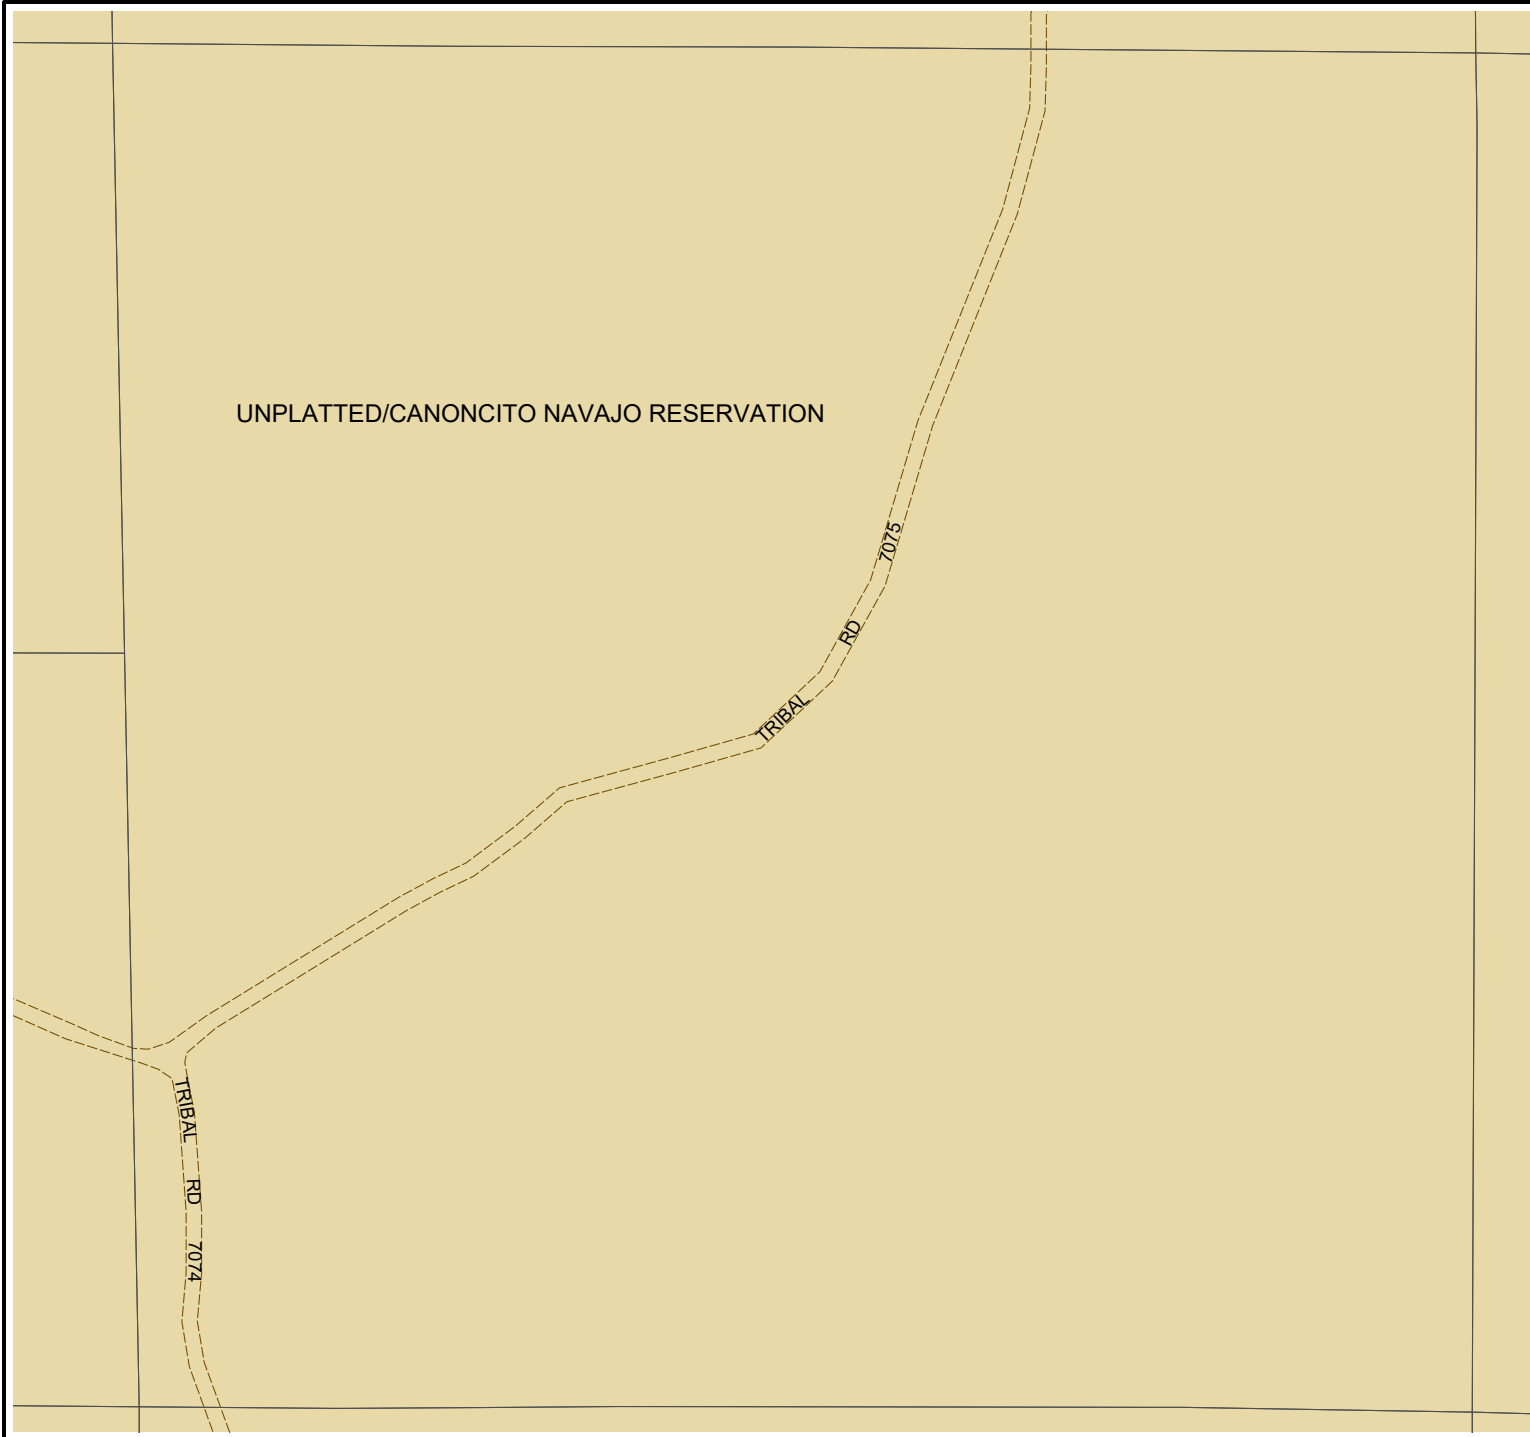 UNPLATTED/CANONCITO NAVAJO RESERVATION
TRIBAL RD 7075
TRIBAL RD 7074